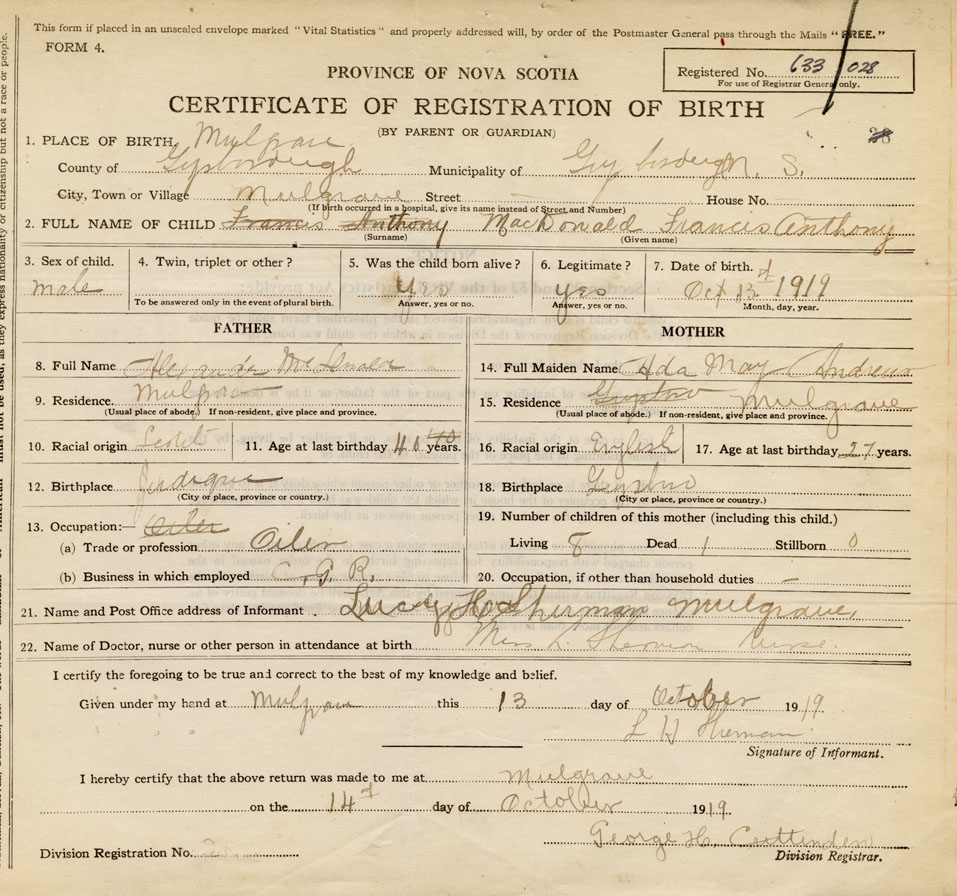 This form if placed in an unsealed envelope marked "Vital Statistics" and properly addressed will, by order of the Postmaster General pass through the Mails "FREE."
FORM 4.
Registered No. 633 028
For use of Registrar General only.
PROVINCE OF NOVA SCOTIA
CERTIFICATE OF REGISTRATION OF BIRTH
(BY PARENT OR GUARDIAN)
28
1. PLACE OF BIRTH, Mulgrave
County of Gysborough Municipality of Guysborough N. S.
City, Town or Village Mulgrave Street House No.
(If birth occurred in a hospital, give its name instead of Street and Number)
2. FULL NAME OF CHILD Francis Anthony MacDonald Francis Anthony
(Surname) (Given name)
3. Sex of child. 4. Twin, triplet or other? 5. Was the child born alive? 6. Legitimate? 7. Date of birth.
male Yes yes Oct 13 1919
To be answered only in the event of plural birth. Answer, yes or no. Answer, yes or no. Month, day, year.
FATHER MOTHER
8. Full Name Alexander McDonald 14. Full Maiden Name Ada May Andrews
9. Residence. Mulgrave 15. Residence Mulgrave
(Usual place of abode.) If non-resident, give place and province. (Usual place of abode.) If non-resident, give place and province.
10. Racial origin 11. Age at last birthday 40 years. 16. Racial origin English 17. Age at last birthday 27 years.
12. Birthplace Judique 18. Birthplace
(City or place, province or country.) (City or place, province or country.)
13. Occupation:— Oiler 19. Number of children of this mother (including this child.)
(a) Trade or profession Oiler Living 8 Dead 1 Stillborn 0
(b) Business in which employed C. G. R. 20. Occupation, if other than household duties –
21. Name and Post Office address of Informant. Lucy H. Sherman Mulgrave
22. Name of Doctor, nurse or other person in attendance at birth Miss L Sherman Nurse.
I certify the foregoing to be true and correct to the best of my knowledge and belief.
Given under my hand at Mulgrave this 13 day of October 1919
L H Sherman
Signature of Informant.
I hereby certify that the above return was made to me at Mulgrave
on the 14 day of October 1919.
George H. Crittenden
Division Registrar.
Division Registration No.